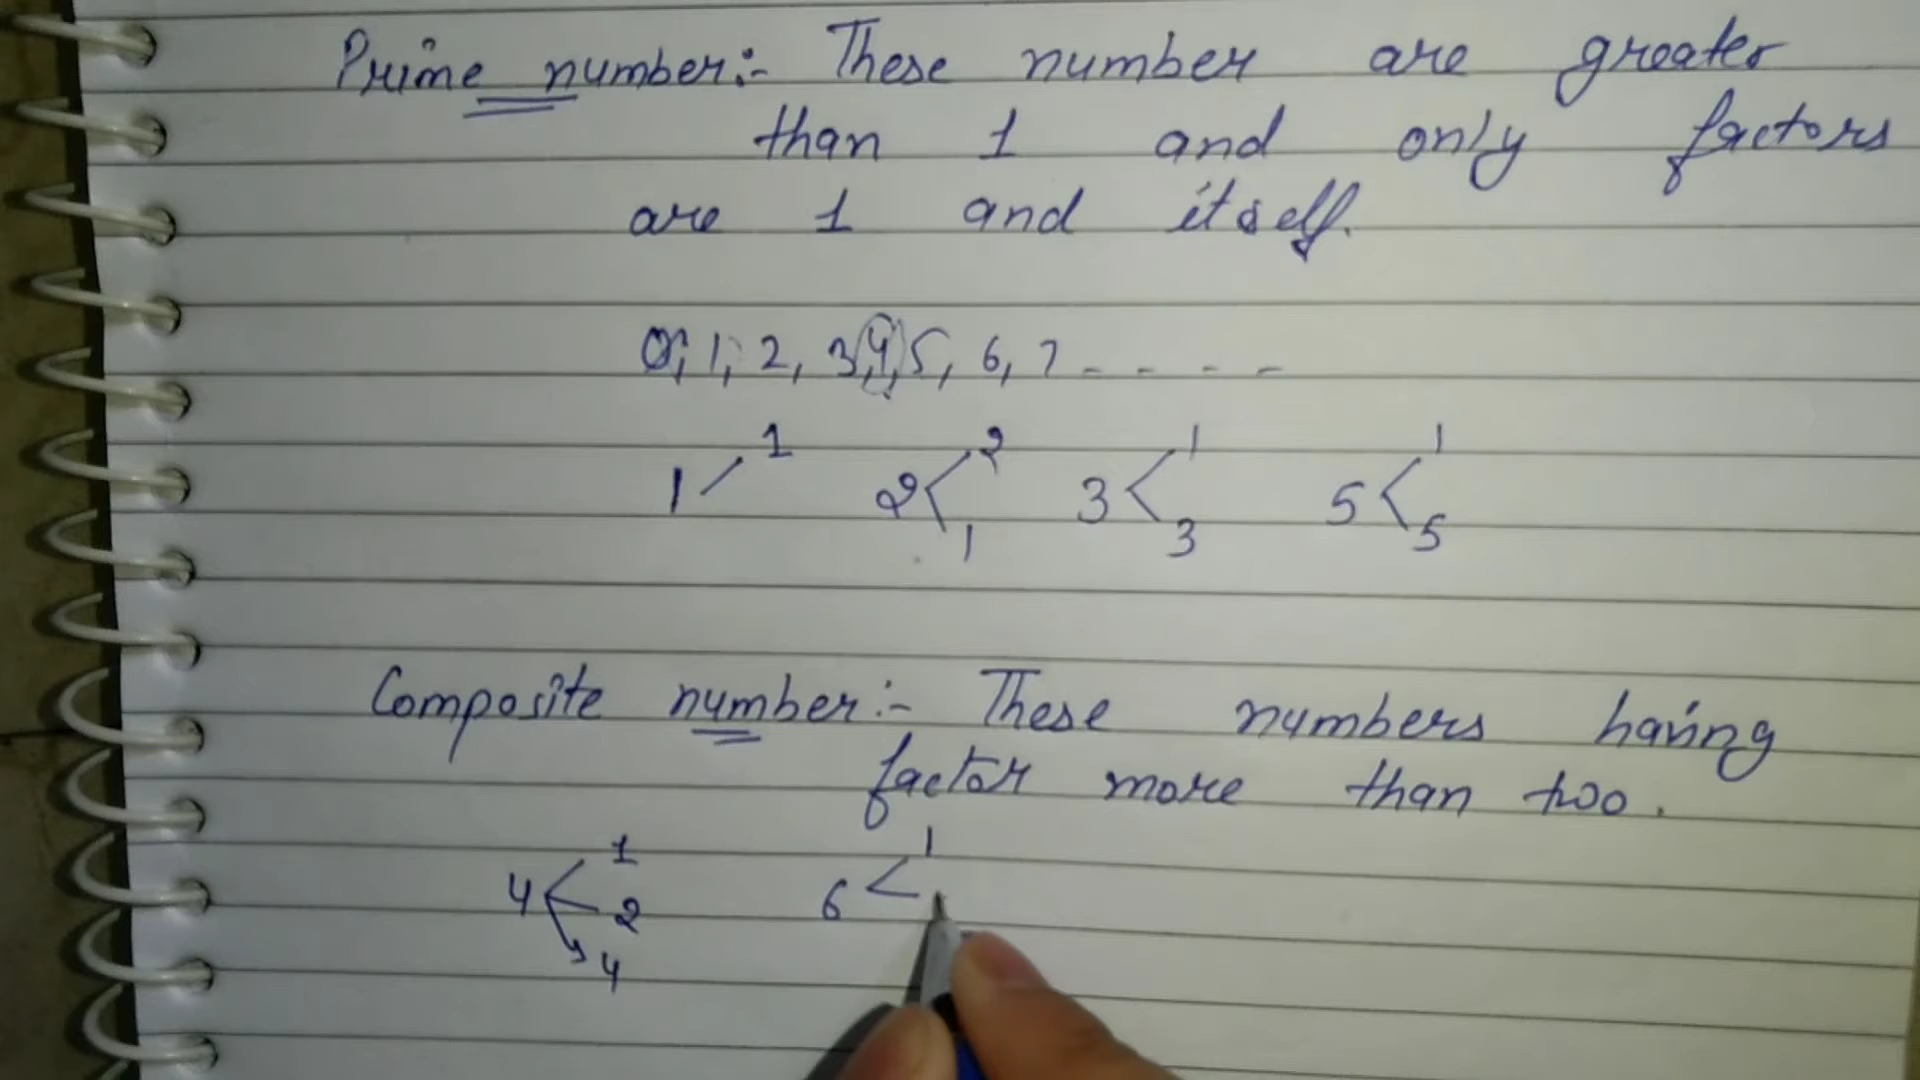 Prime number:- These number are greater
than 1 and only factors
are 1 and itself.
0, 1, 2, 3, 4, 5, 6, 7 - - - -
1 2 1 1
1 2 3 5
1 3 5
Composite number:- These numbers having
factor more than two.
1 1
4 2 6
4